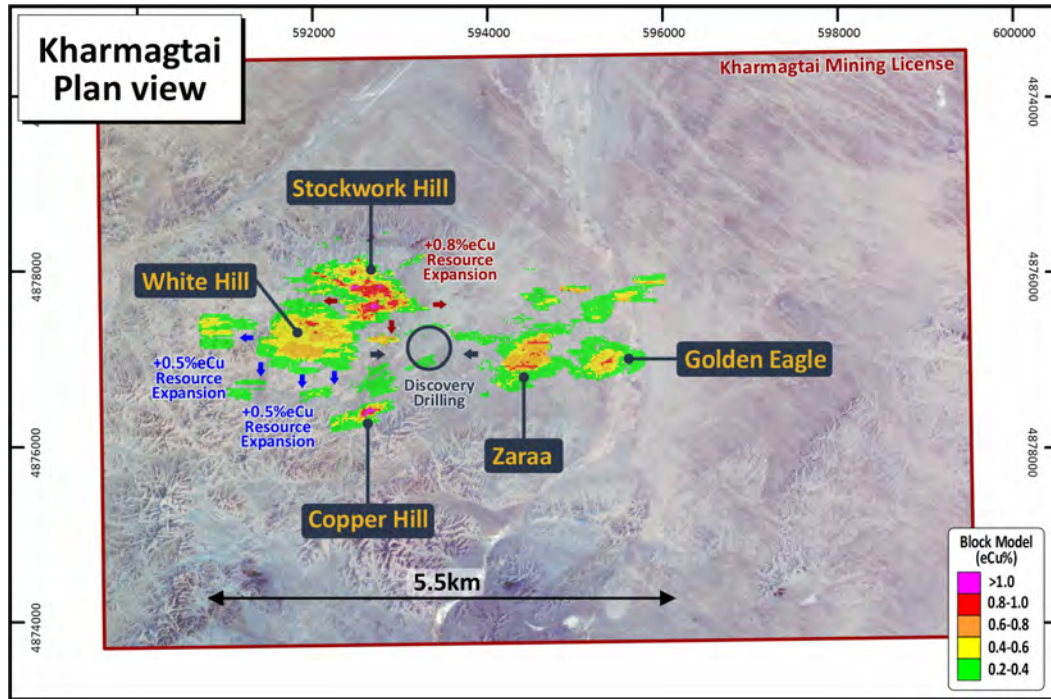 Kharmagtai
Plan view
592000
594000
596000
598000
600000
Kharmagtai Mining License
4874000
Stockwork Hill
+0.8%eCu
Resource
Expansion
4878000
4876000
White Hill
Golden Eagle
+0.5%eCu
Resource
Expansion
Discovery
Drilling
+0.5%eCu
Resource
Expansion
4876000
4878000
Zaraa
Copper Hill
5.5km
4874000
Block Model
(eCu%)
>1.0
0.8-1.0
0.6-0.8
0.4-0.6
0.2-0.4